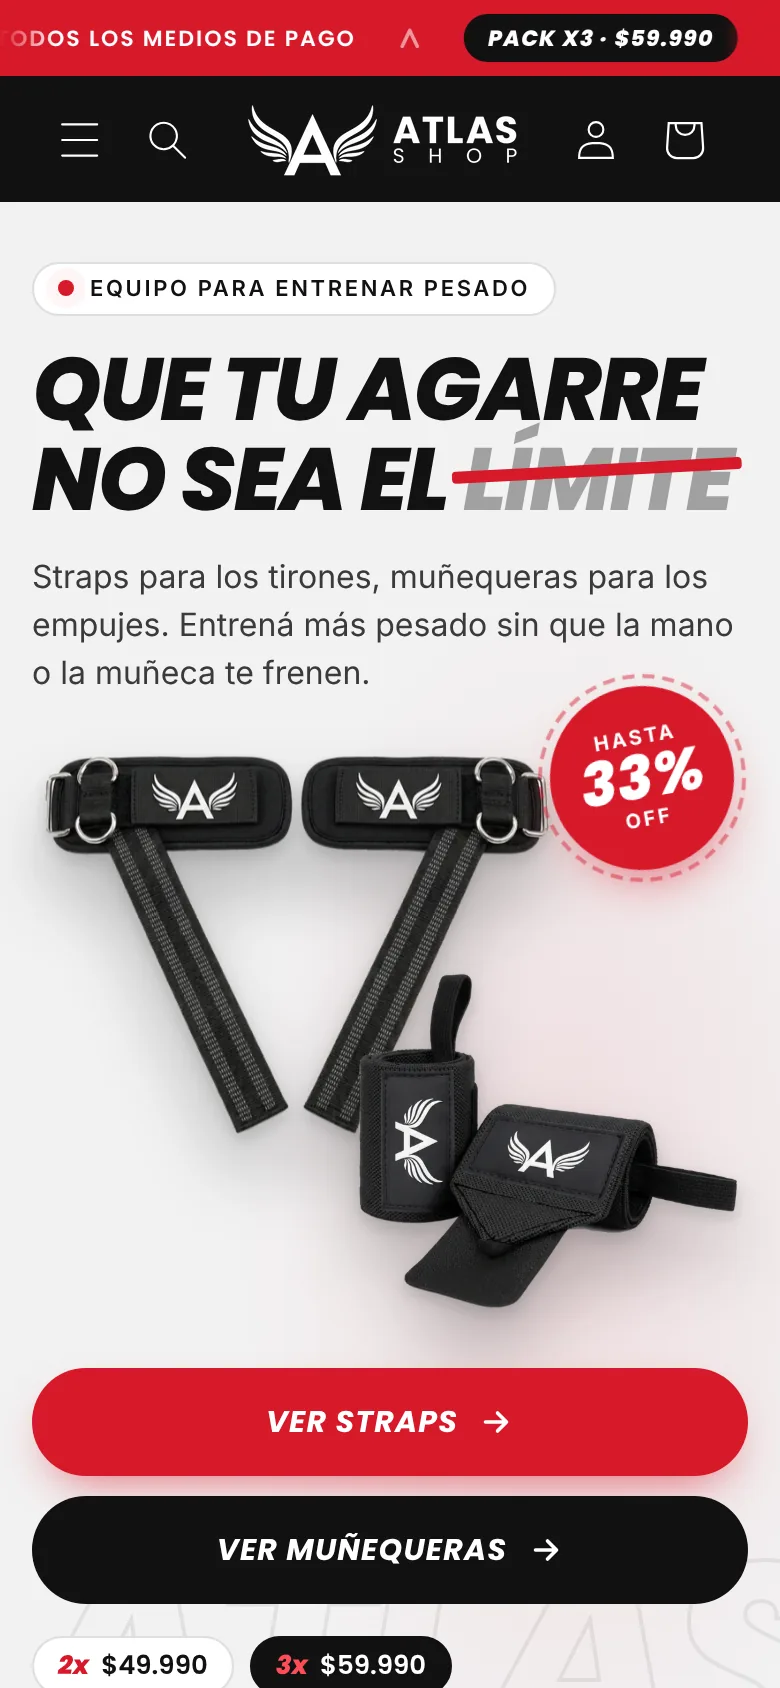 TODOS LOS MEDIOS DE PAGO
PACK X3 · $59.990
ATLAS
SHOP
EQUIPO PARA ENTRENAR PESADO
QUE TU AGARRE
NO SEA EL LÍMITE
Straps para los tirones, muñequeras para los
empujes. Entrená más pesado sin que la mano
o la muñeca te frenen.
HASTA
33%
OFF
A
A
A
A
VER STRAPS →
VER MUÑEQUERAS →
2x $49.990
3x $59.990
ATLAS